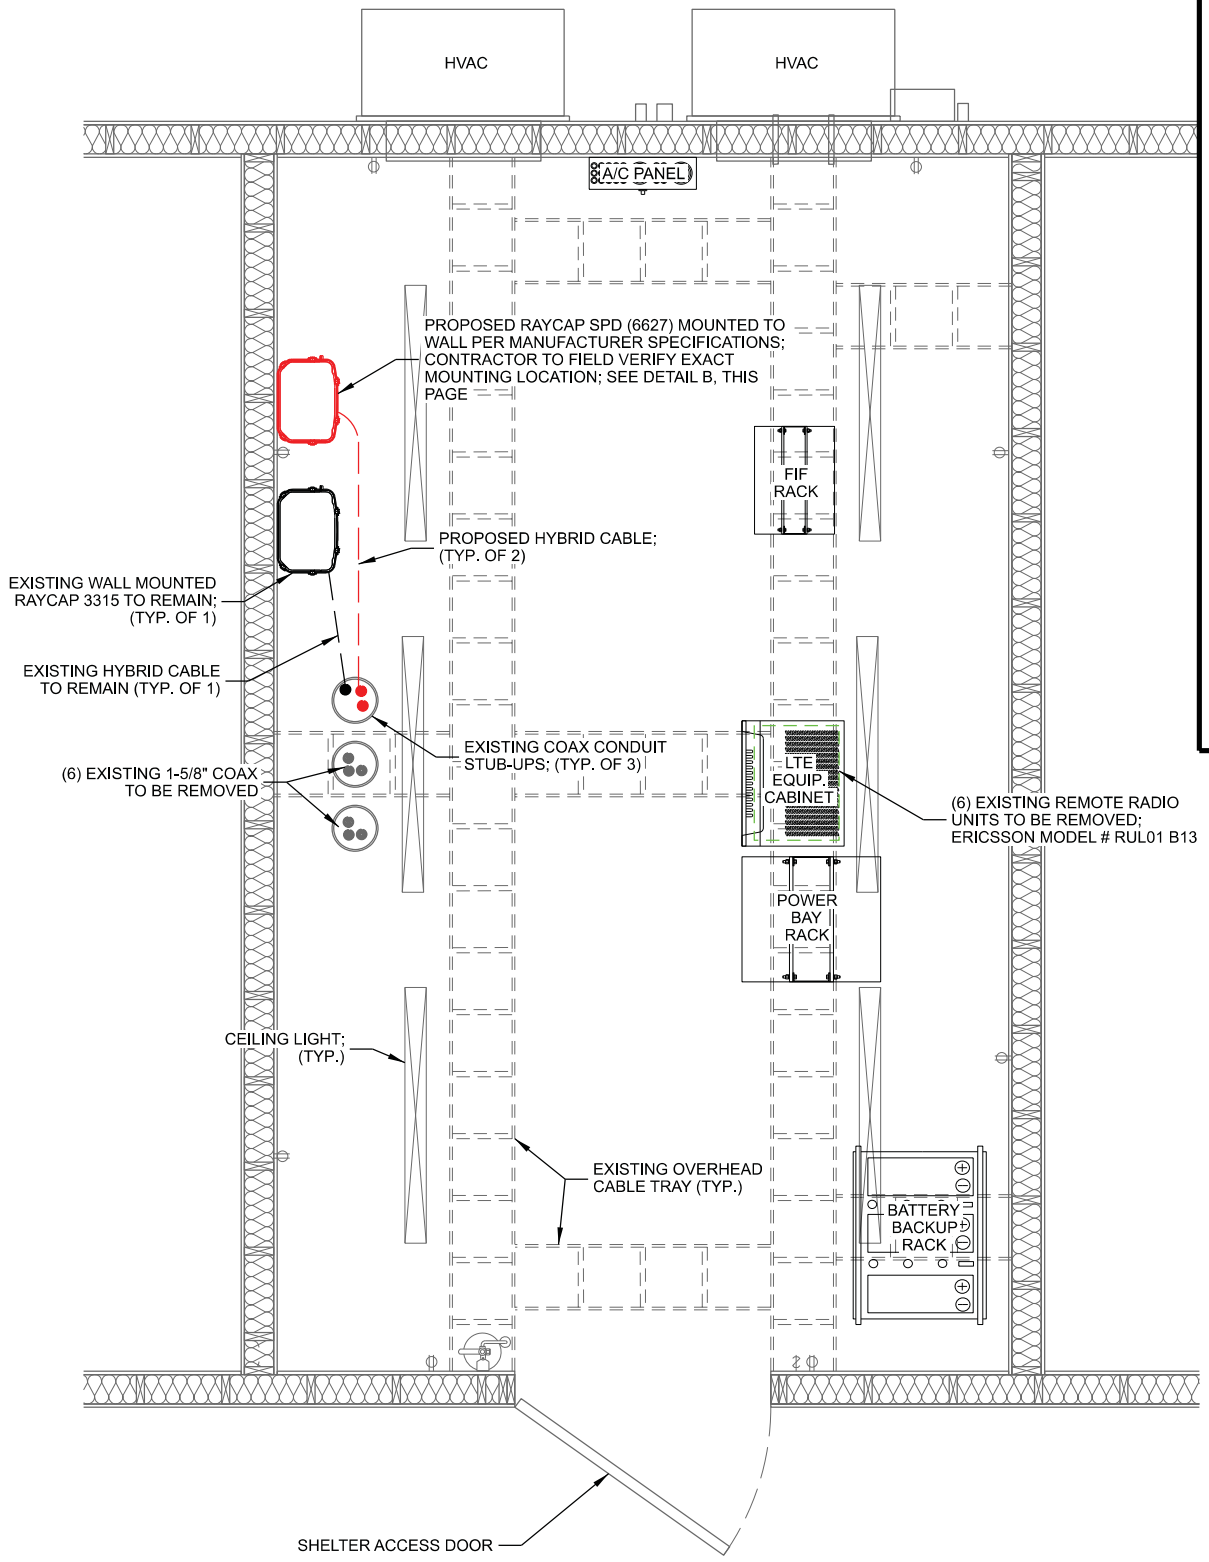 HVAC
HVAC
A/C PANEL
PROPOSED RAYCAP SPD (6627) MOUNTED TO
WALL PER MANUFACTURER SPECIFICATIONS;
CONTRACTOR TO FIELD VERIFY EXACT
MOUNTING LOCATION; SEE DETAIL B, THIS
PAGE
FIF
RACK
PROPOSED HYBRID CABLE;
(TYP. OF 2)
EXISTING WALL MOUNTED
RAYCAP 3315 TO REMAIN;
(TYP. OF 1)
EXISTING HYBRID CABLE
TO REMAIN (TYP. OF 1)
EXISTING COAX CONDUIT
STUB-UPS; (TYP. OF 3)
(6) EXISTING 1-5/8" COAX
TO BE REMOVED
LTE
EQUIP.
CABINET
(6) EXISTING REMOTE RADIO
UNITS TO BE REMOVED;
ERICSSON MODEL # RUL01 B13
POWER
BAY
RACK
CEILING LIGHT;
(TYP.)
EXISTING OVERHEAD
CABLE TRAY (TYP.)
BATTERY
BACKUP
RACK
SHELTER ACCESS DOOR